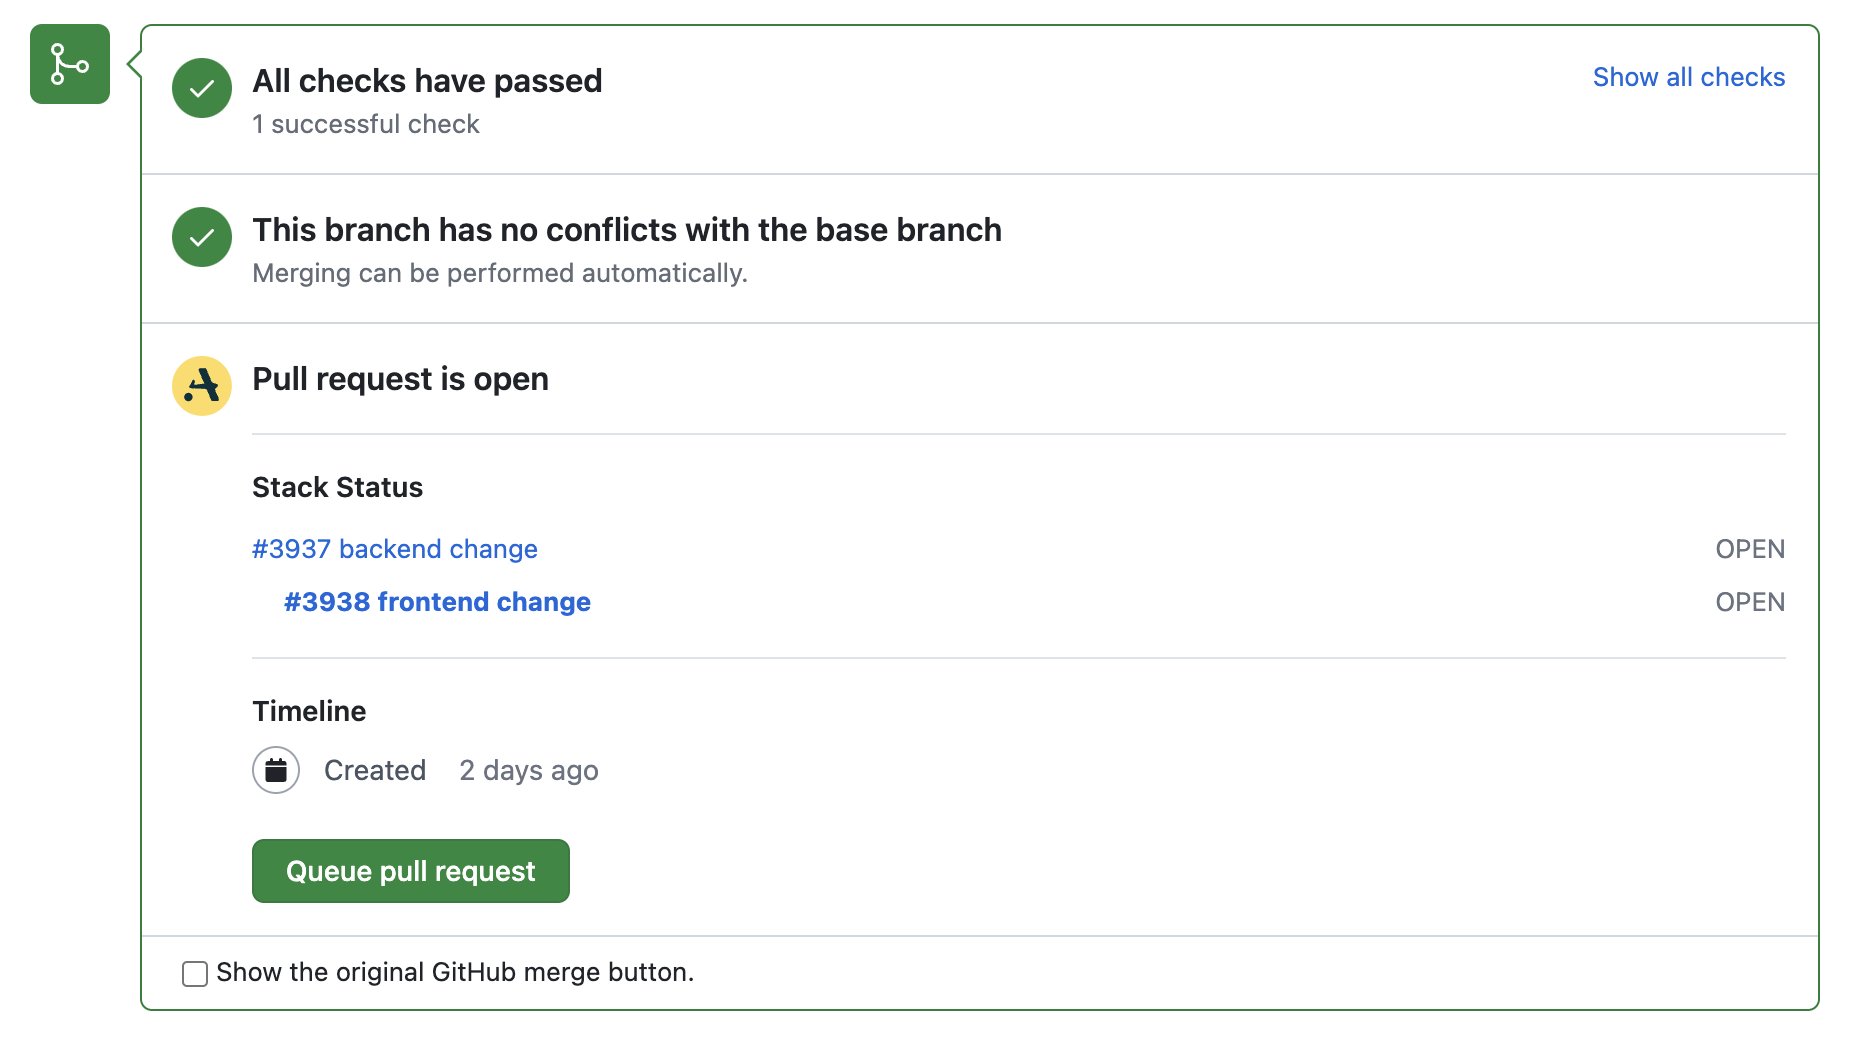 All checks have passed
Show all checks
1 successful check
This branch has no conflicts with the base branch
Merging can be performed automatically.
Pull request is open
Stack Status
#3937 backend change OPEN
#3938 frontend change OPEN
Timeline
Created 2 days ago
Queue pull request
Show the original GitHub merge button.